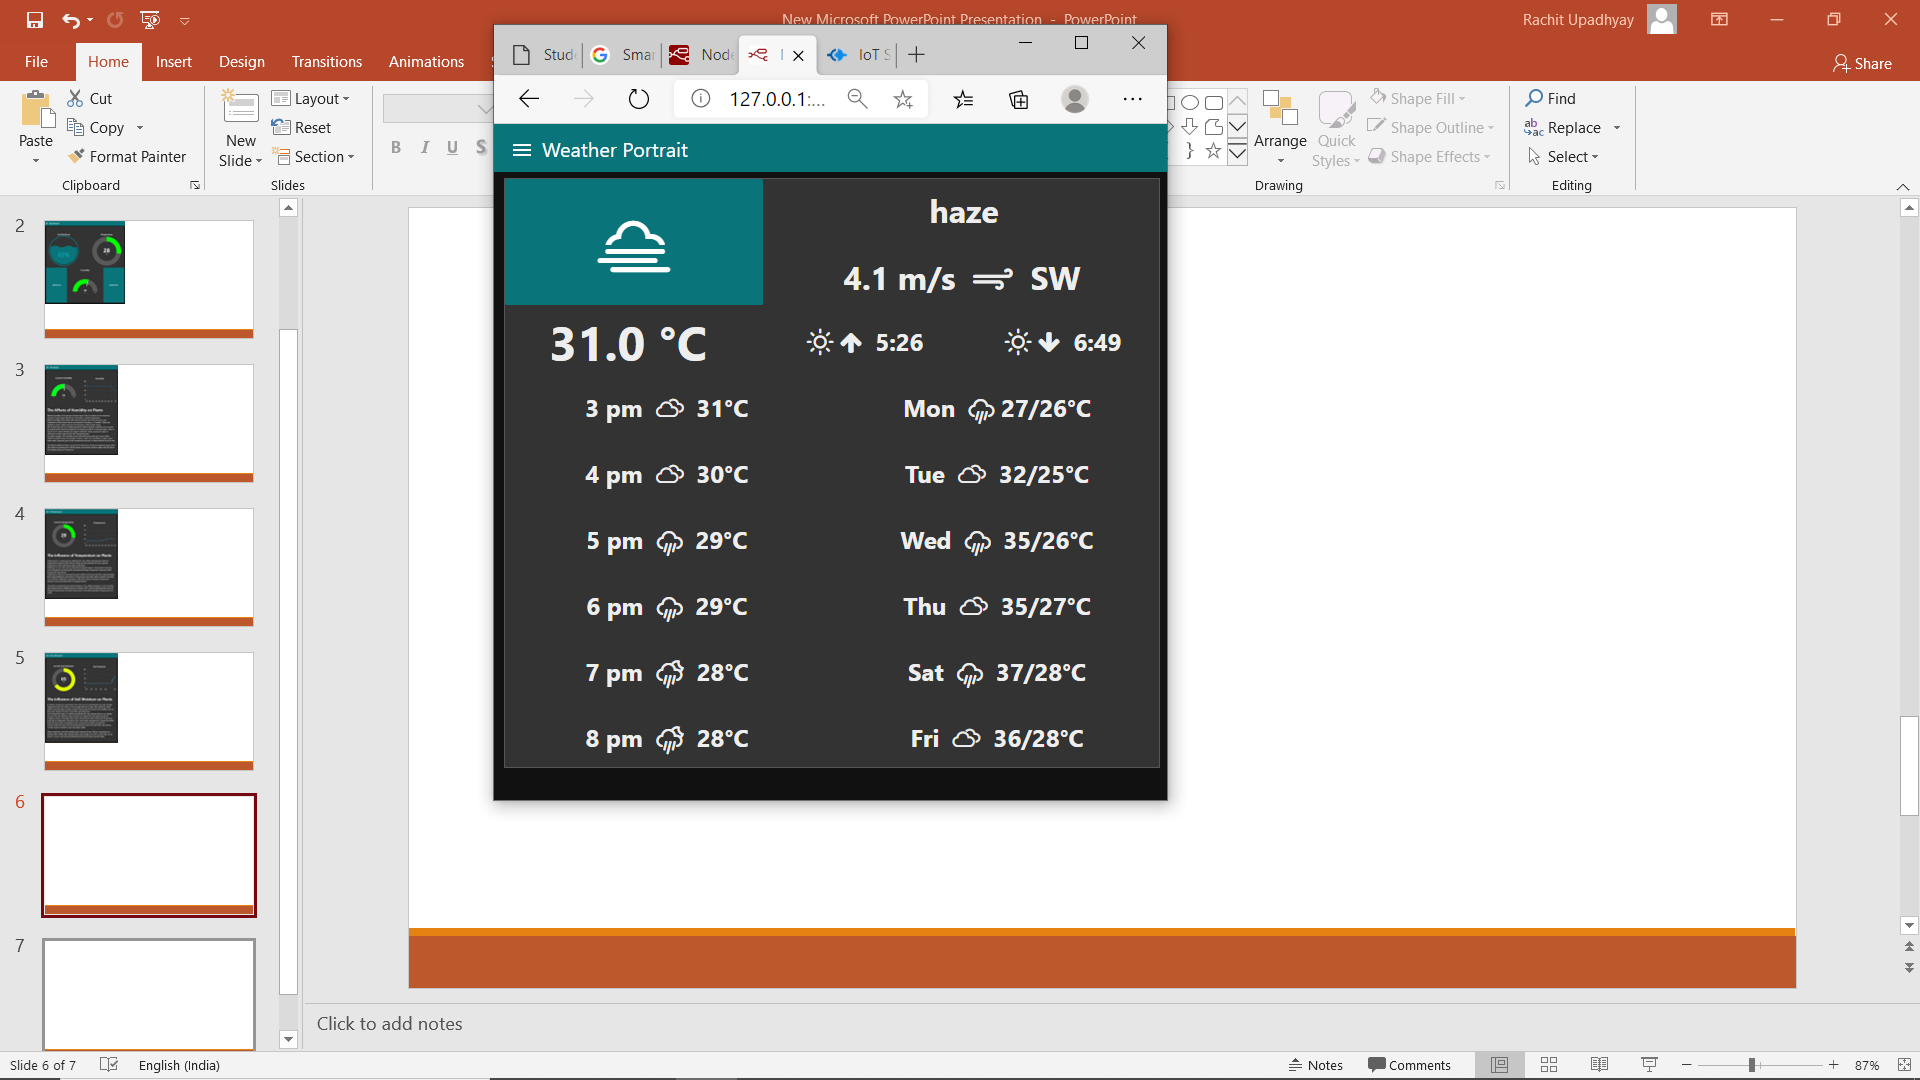 New Microsoft PowerPoint Presentation - PowerPoint
Rachit Upadhyay
File Home Insert Design Transitions Animations
Share
Paste
Cut
Copy
Format Painter
Clipboard
New Slide
Layout
Reset
Section
Slides
B I U S
Arrange
Quick Styles
Shape Fill
Shape Outline
Shape Effects
Drawing
Find
Replace
Select
Editing
Stud
Smar
Node
IoT S
127.0.0.1:...
Weather Portrait
haze
4.1 m/s SW
31.0 °C
5:26
6:49
3 pm 31°C
Mon 27/26°C
4 pm 30°C
Tue 32/25°C
5 pm 29°C
Wed 35/26°C
6 pm 29°C
Thu 35/27°C
7 pm 28°C
Sat 37/28°C
8 pm 28°C
Fri 36/28°C
2
3
4
5
6
7
Click to add notes
Slide 6 of 7
English (India)
Notes
Comments
87%